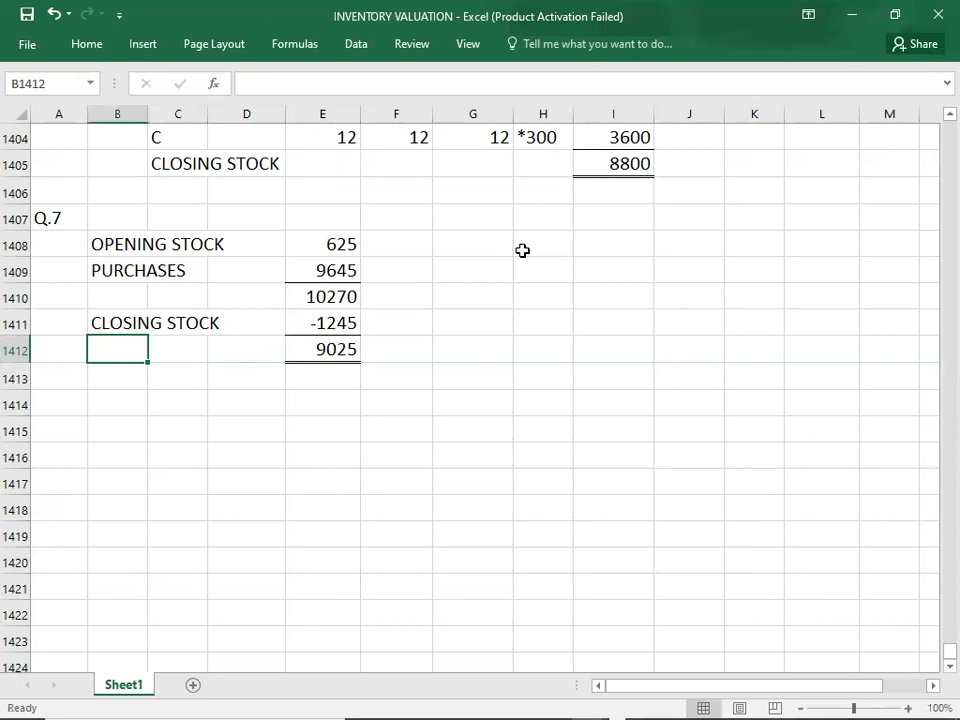 INVENTORY VALUATION - Excel (Product Activation Failed)
File Home Insert Page Layout Formulas Data Review View Tell me what you want to do... Share
B1412 fx
A B C D E F G H I J K L M
1404 C 12 12 12 *300 3600
1405 CLOSING STOCK 8800
1406
1407 Q.7
1408 OPENING STOCK 625
1409 PURCHASES 9645
1410 10270
1411 CLOSING STOCK -1245
1412 9025
1413
1414
1415
1416
1417
1418
1419
1420
1421
1422
1423
1424
Sheet1
Ready 100%